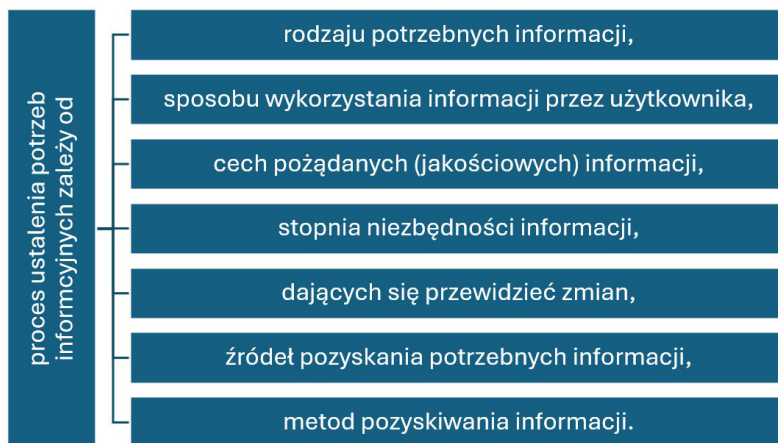 proces ustalenia potrzeb
informcyjnych zależy od
rodzaju potrzebnych informacji,
sposobu wykorzystania informacji przez użytkownika,
cech pożądanych (jakościowych) informacji,
stopnia niezbędności informacji,
dających się przewidzieć zmian,
źródeł pozyskania potrzebnych informacji,
metod pozyskiwania informacji.